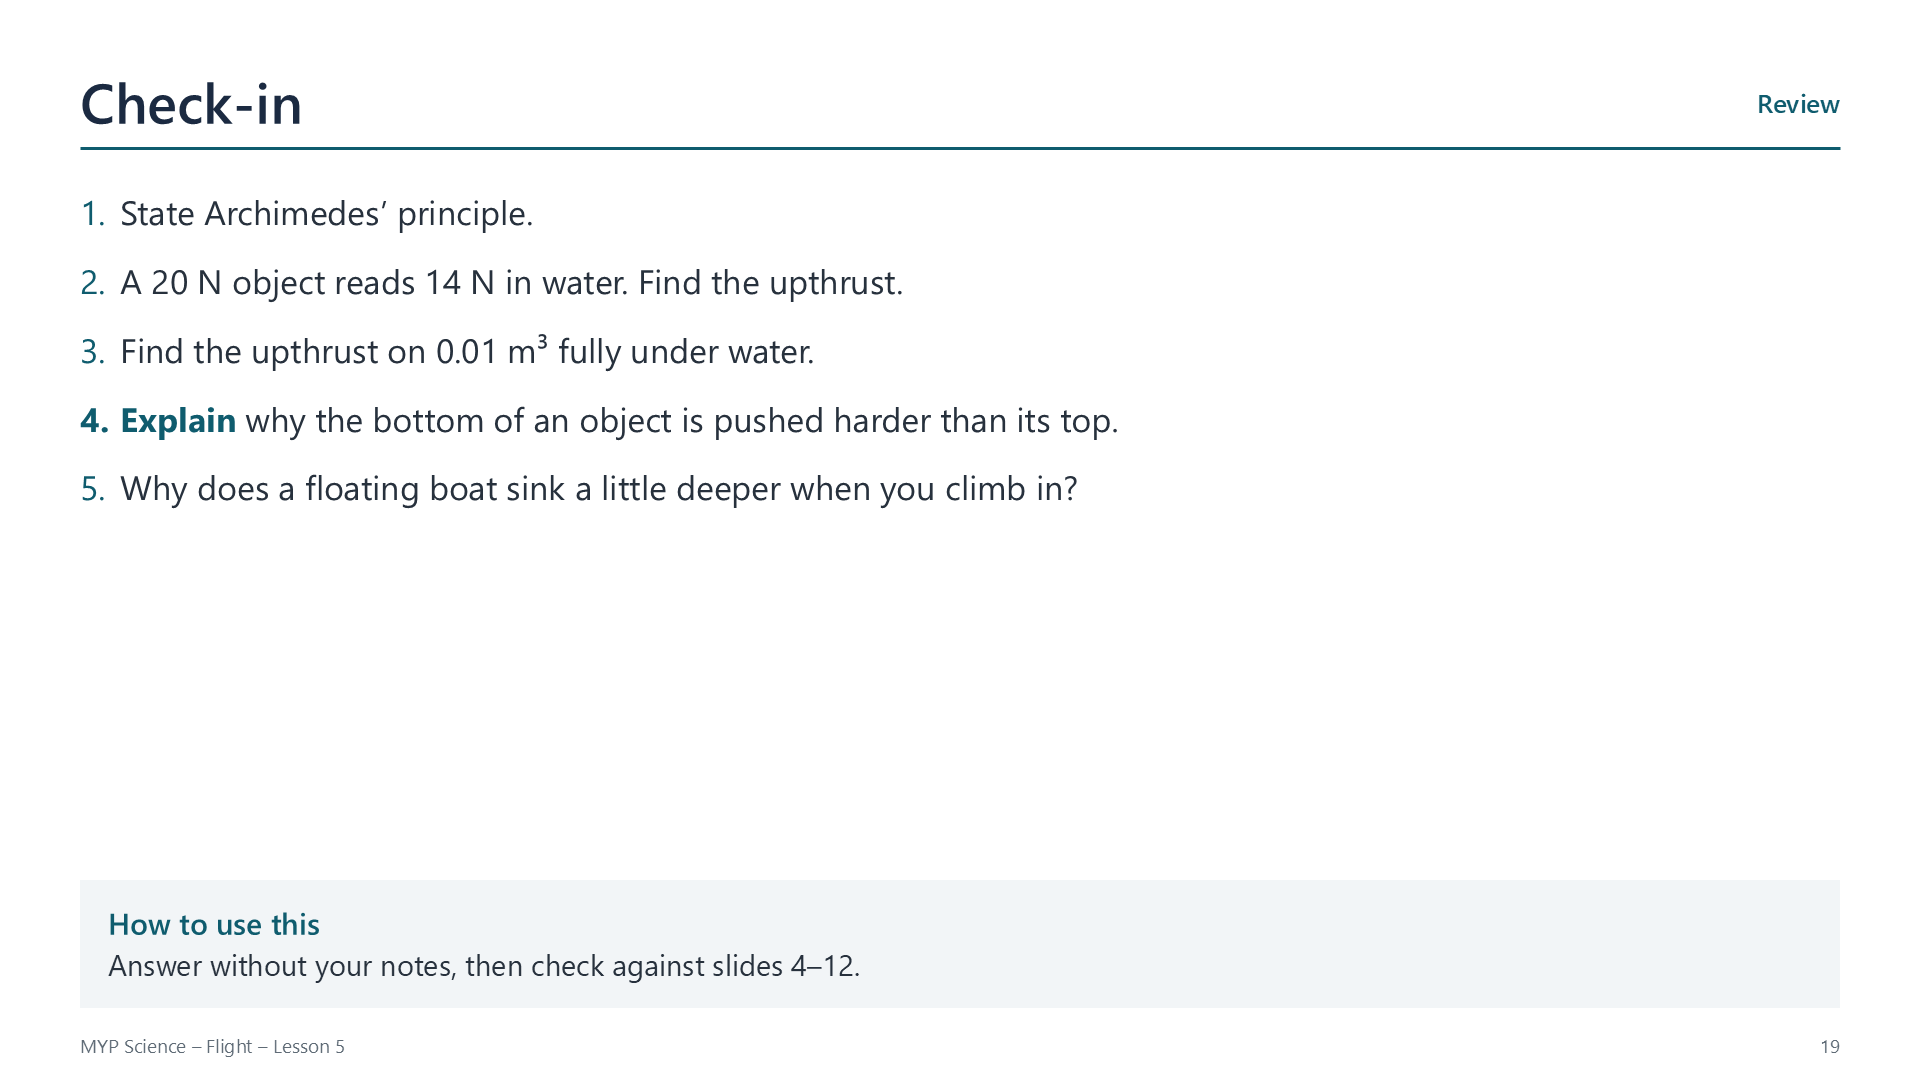 Check-in
Review
1. State Archimedes’ principle.
2. A 20 N object reads 14 N in water. Find the upthrust.
3. Find the upthrust on 0.01 m³ fully under water.
4. Explain why the bottom of an object is pushed harder than its top.
5. Why does a floating boat sink a little deeper when you climb in?
How to use this
Answer without your notes, then check against slides 4–12.
MYP Science – Flight – Lesson 5
19